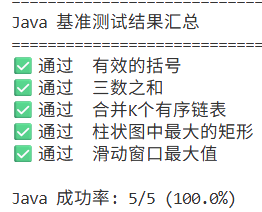 ============================
Java 基准测试结果汇总
============================
✅ 通过  有效的括号
✅ 通过  三数之和
✅ 通过  合并K个有序链表
✅ 通过  柱状图中最大的矩形
✅ 通过  滑动窗口最大值
Java 成功率: 5/5 (100.0%)